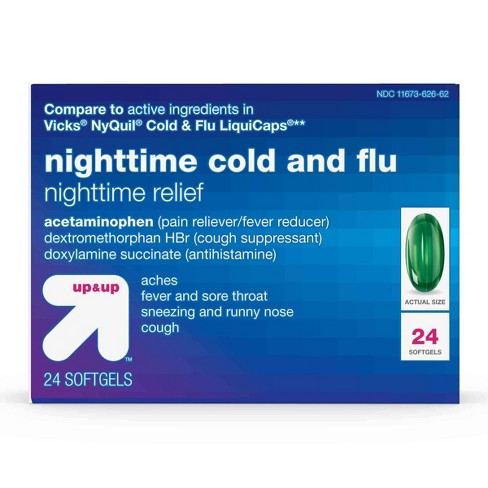 NDC 11673-626-62
Compare to active ingredients in
Vicks® NyQuil® Cold & Flu LiquiCaps®**
nighttime cold and flu
nighttime relief
acetaminophen (pain reliever/fever reducer)
dextromethorphan HBr (cough suppressant)
doxylamine succinate (antihistamine)
up&up
aches
fever and sore throat
sneezing and runny nose
cough
TM
24 SOFTGELS
ACTUAL SIZE
24
SOFTGELS